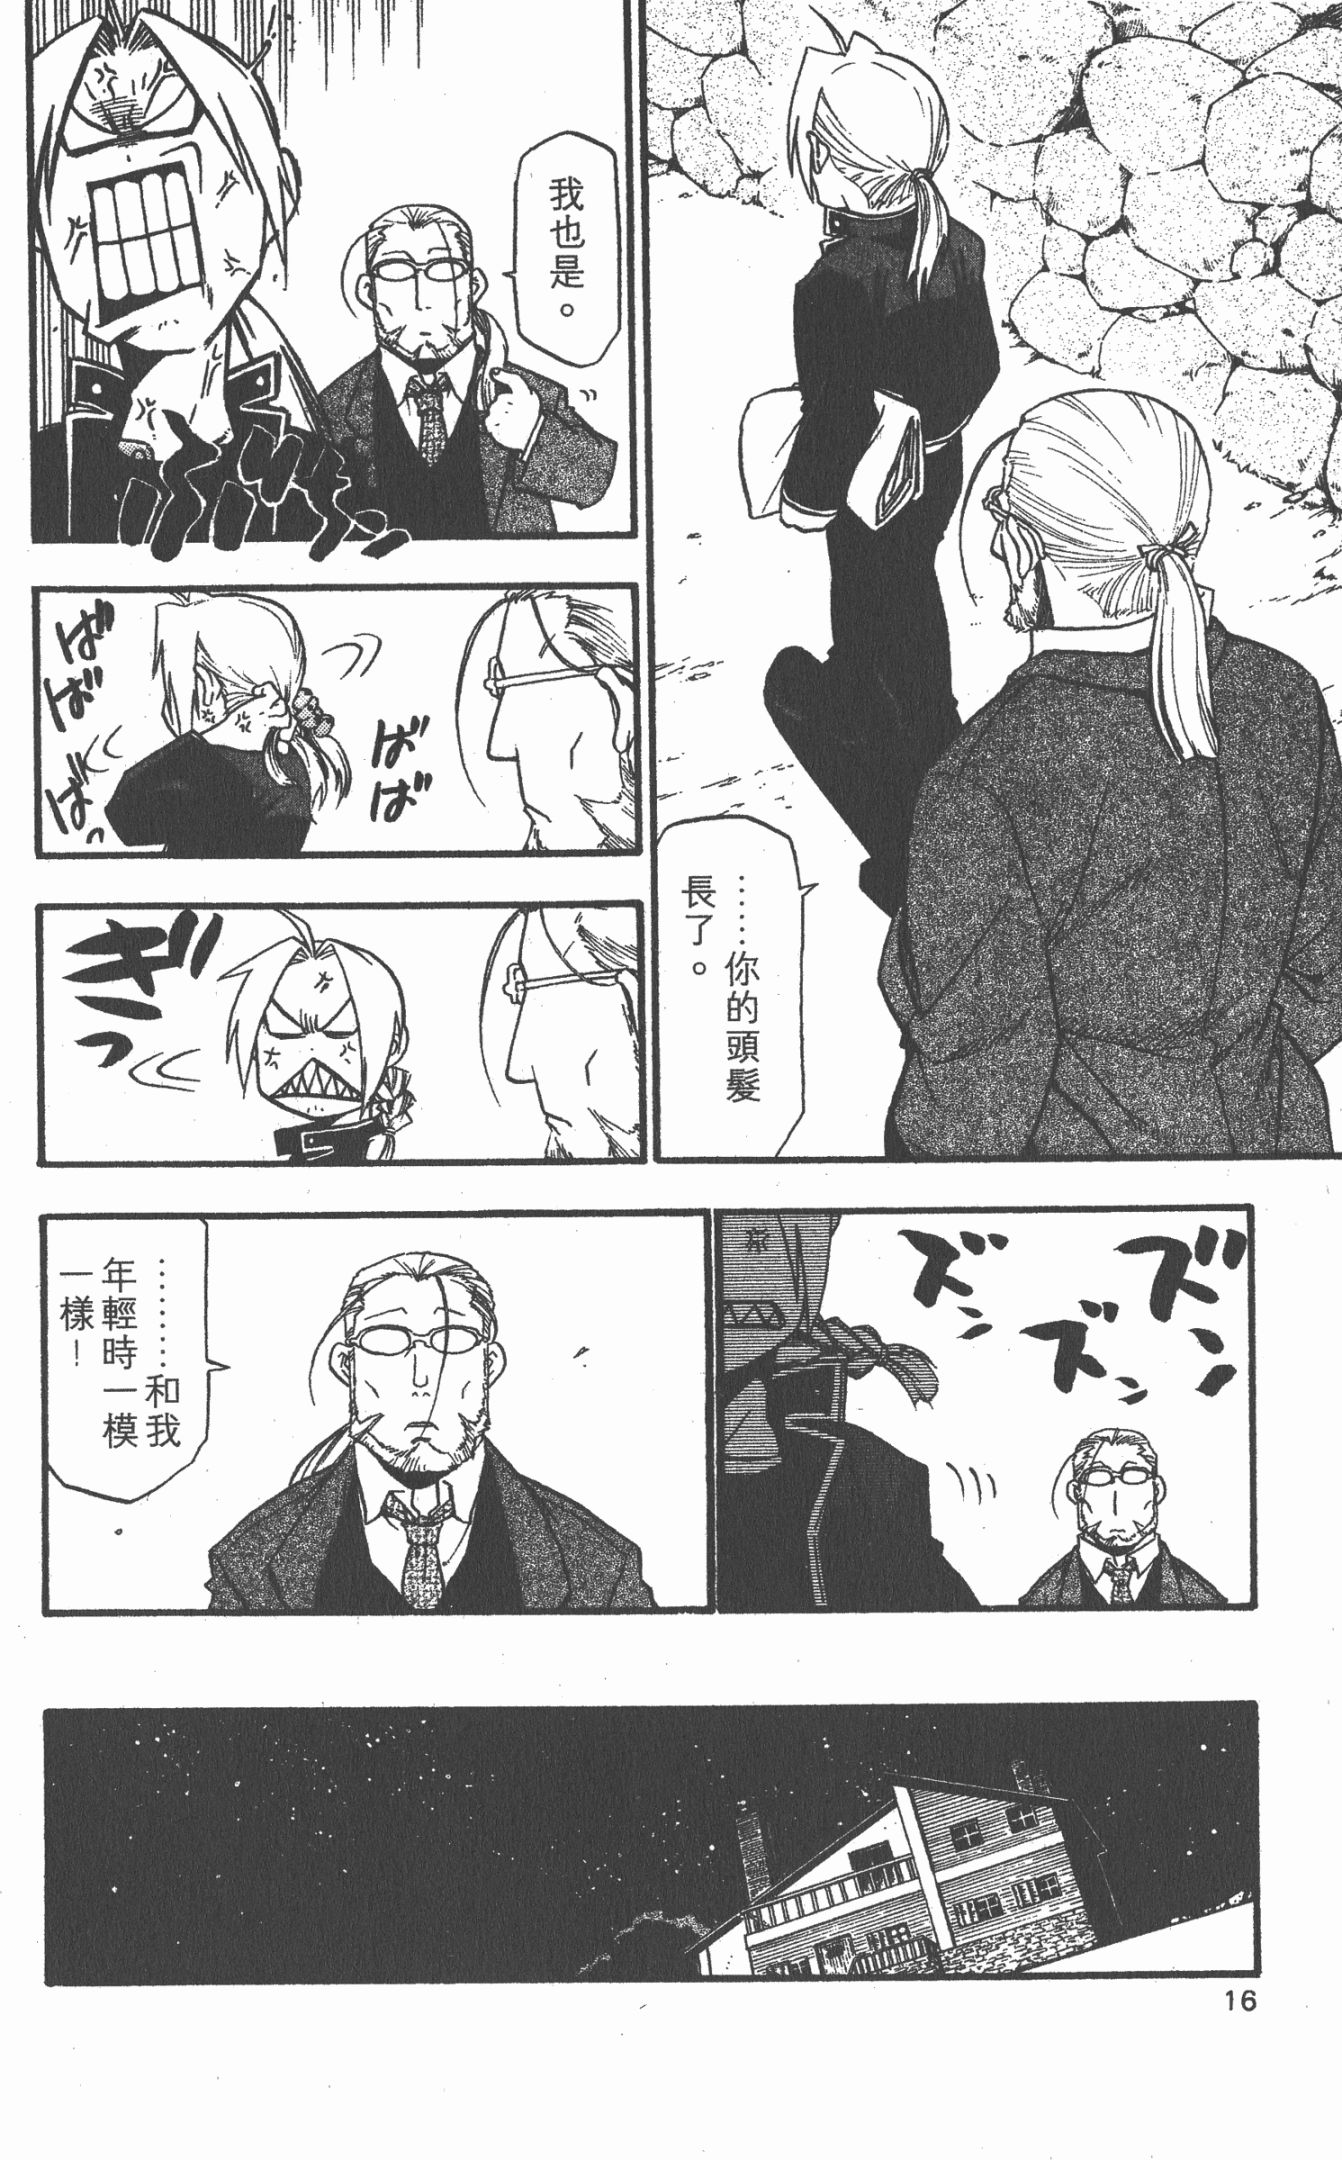 ……你的頭髮
長了。
我也是。
ばば
ばばばっ
ぎっ
ズン
ズン
ズン
………和我
年輕時一模
一樣！
16